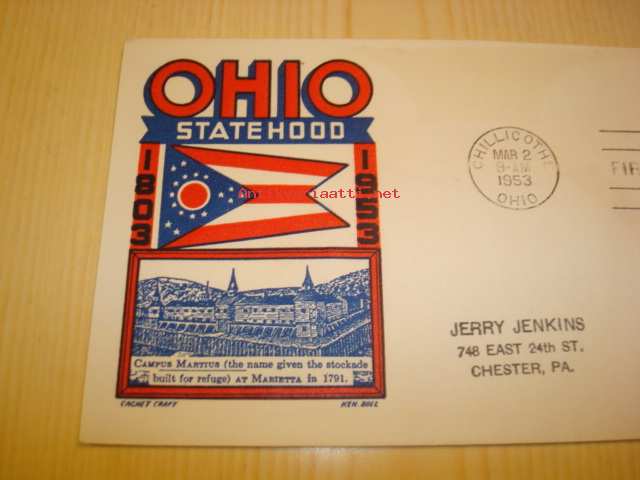 OHIO
STATEHOOD
1803
1953
CAMPUS MARTIUS (the name given the stockade
built for refuge) AT MARIETTA in 1791.
CACHET CRAFT
KEN. BOLL
CHILLICOTHE
MAR 2
9-AM
1953
OHIO
FIR
JERRY JENKINS
748 EAST 24th ST.
CHESTER, PA.